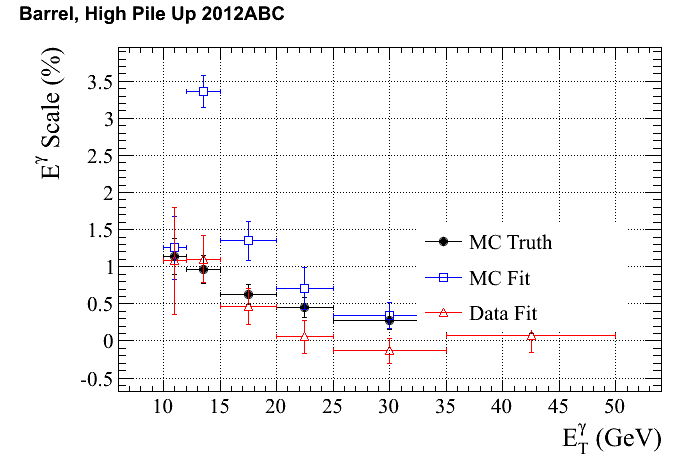 Barrel, High Pile Up 2012ABC
E^γ Scale (%)
3.5
3
2.5
2
1.5
1
0.5
0
-0.5
MC Truth
MC Fit
Data Fit
10 15 20 25 30 35 40 45 50
E_T^γ (GeV)